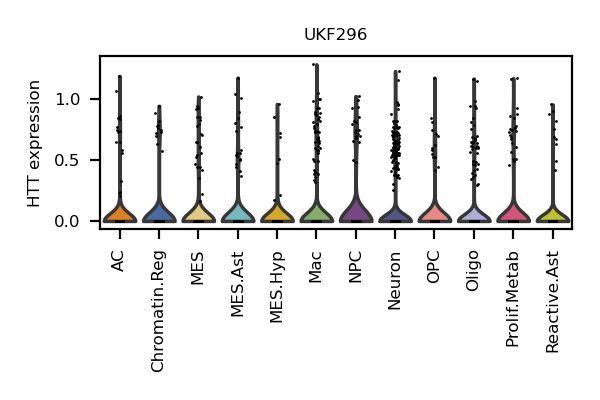 UKF296
HTT expression
1.0
0.5
0.0
AC
Chromatin.Reg
MES
MES.Ast
MES.Hyp
Mac
NPC
Neuron
OPC
Oligo
Prolif.Metab
Reactive.Ast